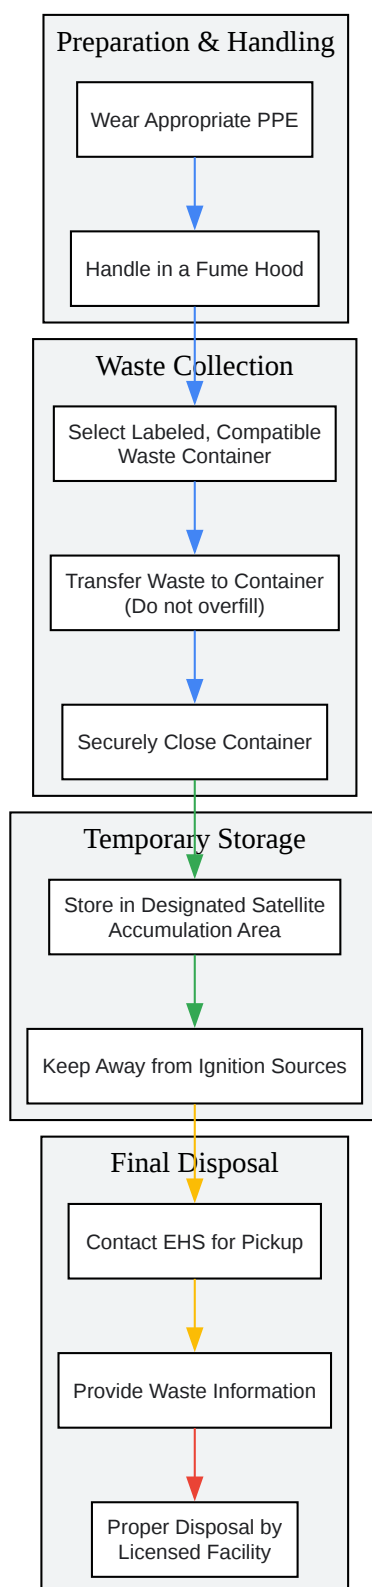 Preparation & Handling
Wear Appropriate PPE
Handle in a Fume Hood
Waste Collection
Select Labeled, Compatible
Waste Container
Transfer Waste to Container
(Do not overfill)
Securely Close Container
Temporary Storage
Store in Designated Satellite
Accumulation Area
Keep Away from Ignition Sources
Final Disposal
Contact EHS for Pickup
Provide Waste Information
Proper Disposal by
Licensed Facility